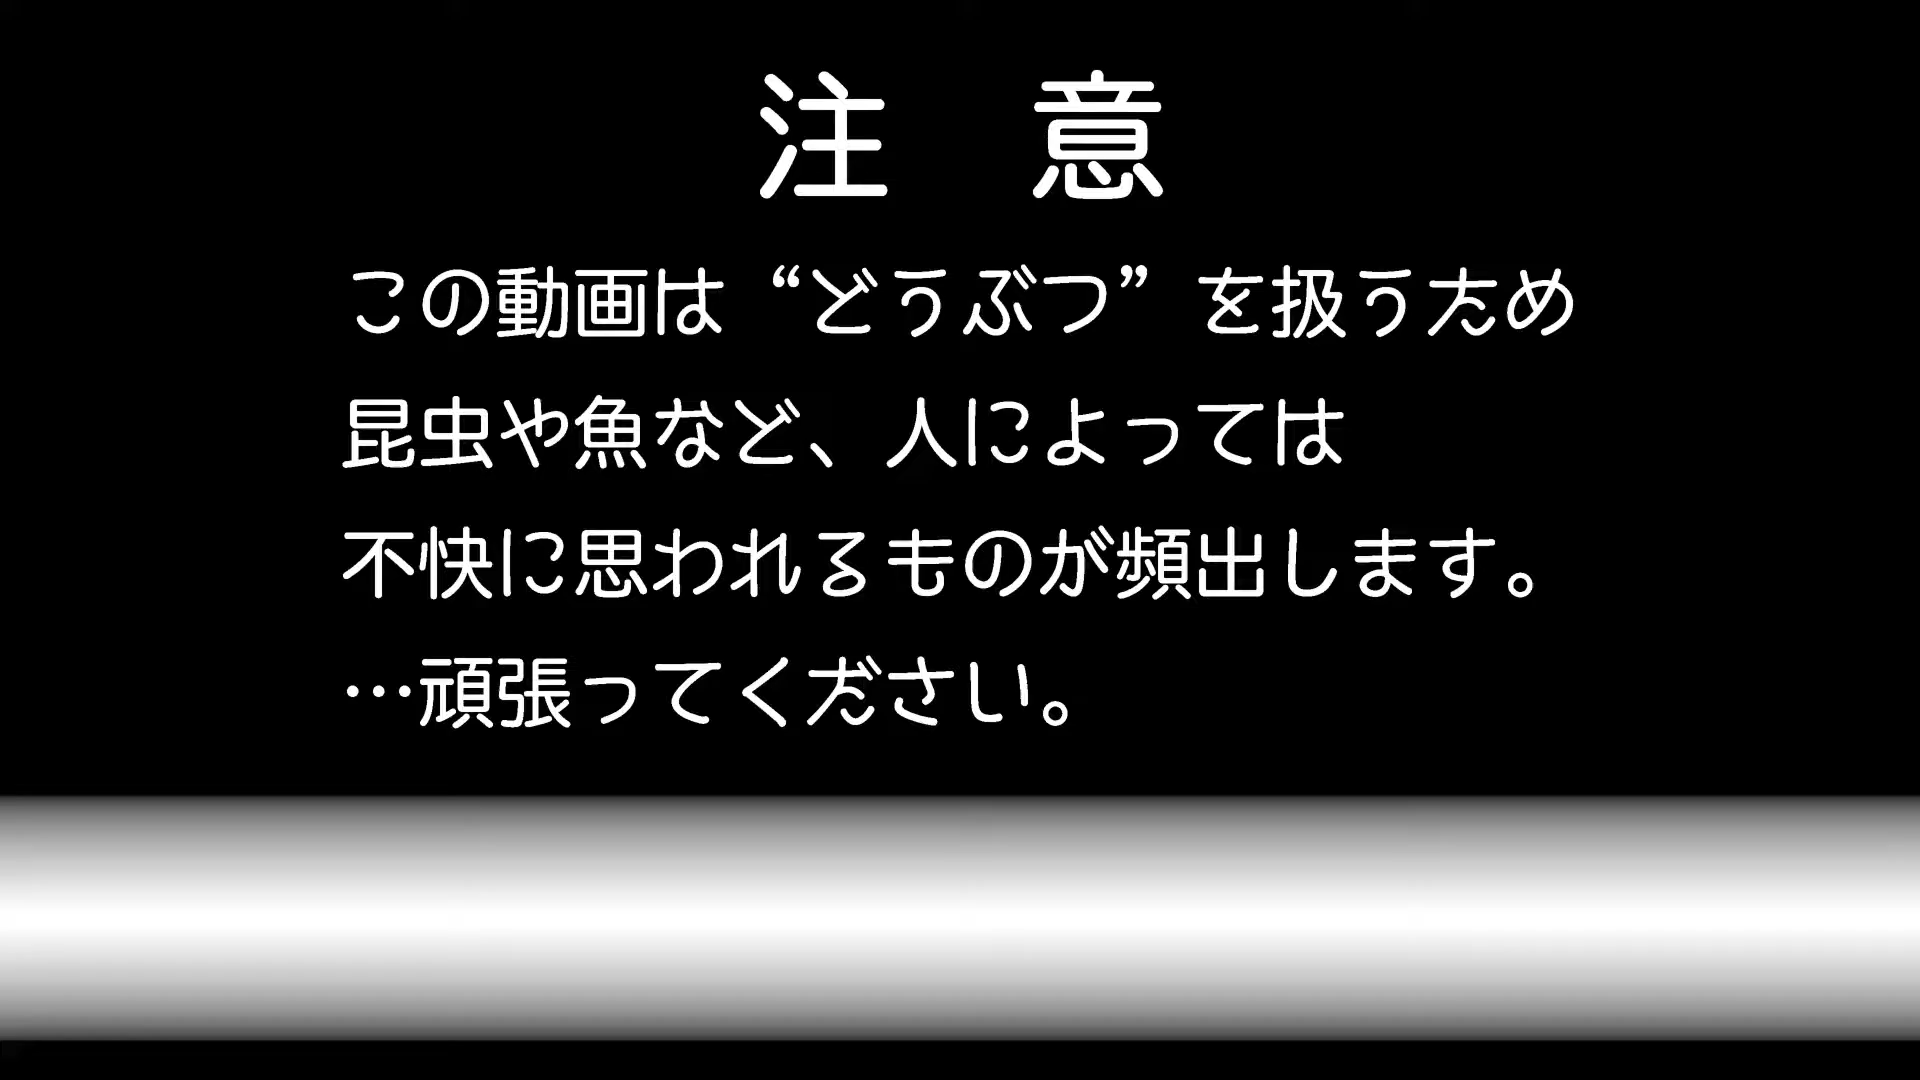 注　意
この動画は“どうぶつ”を扱うため
昆虫や魚など、人によっては
不快に思われるものが頻出します。
…頑張ってください。